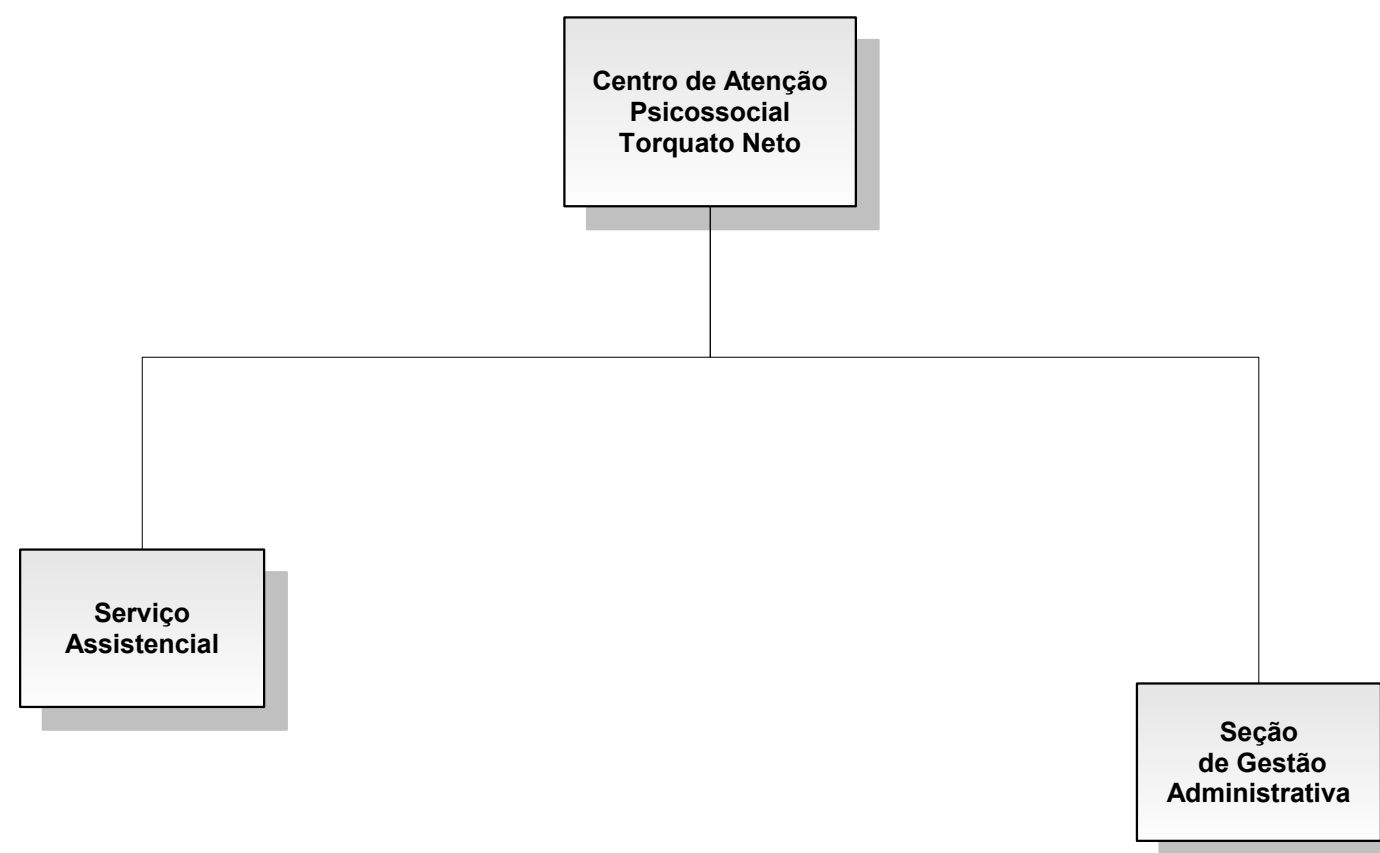 Centro de Atenção
Psicossocial
Torquato Neto
Serviço
Assistencial
Seção
de Gestão
Administrativa